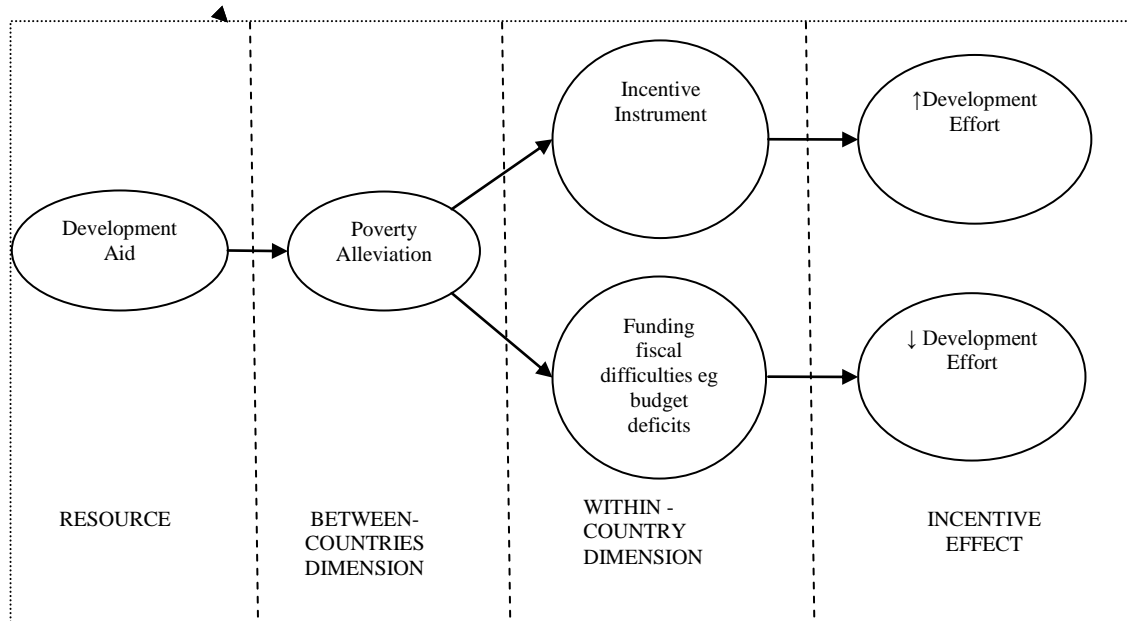 Development
Aid
Poverty
Alleviation
Incentive
Instrument
↑Development
Effort
Funding
fiscal
difficulties eg
budget
deficits
↓ Development
Effort
RESOURCE
BETWEEN-
COUNTRIES
DIMENSION
WITHIN -
COUNTRY
DIMENSION
INCENTIVE
EFFECT